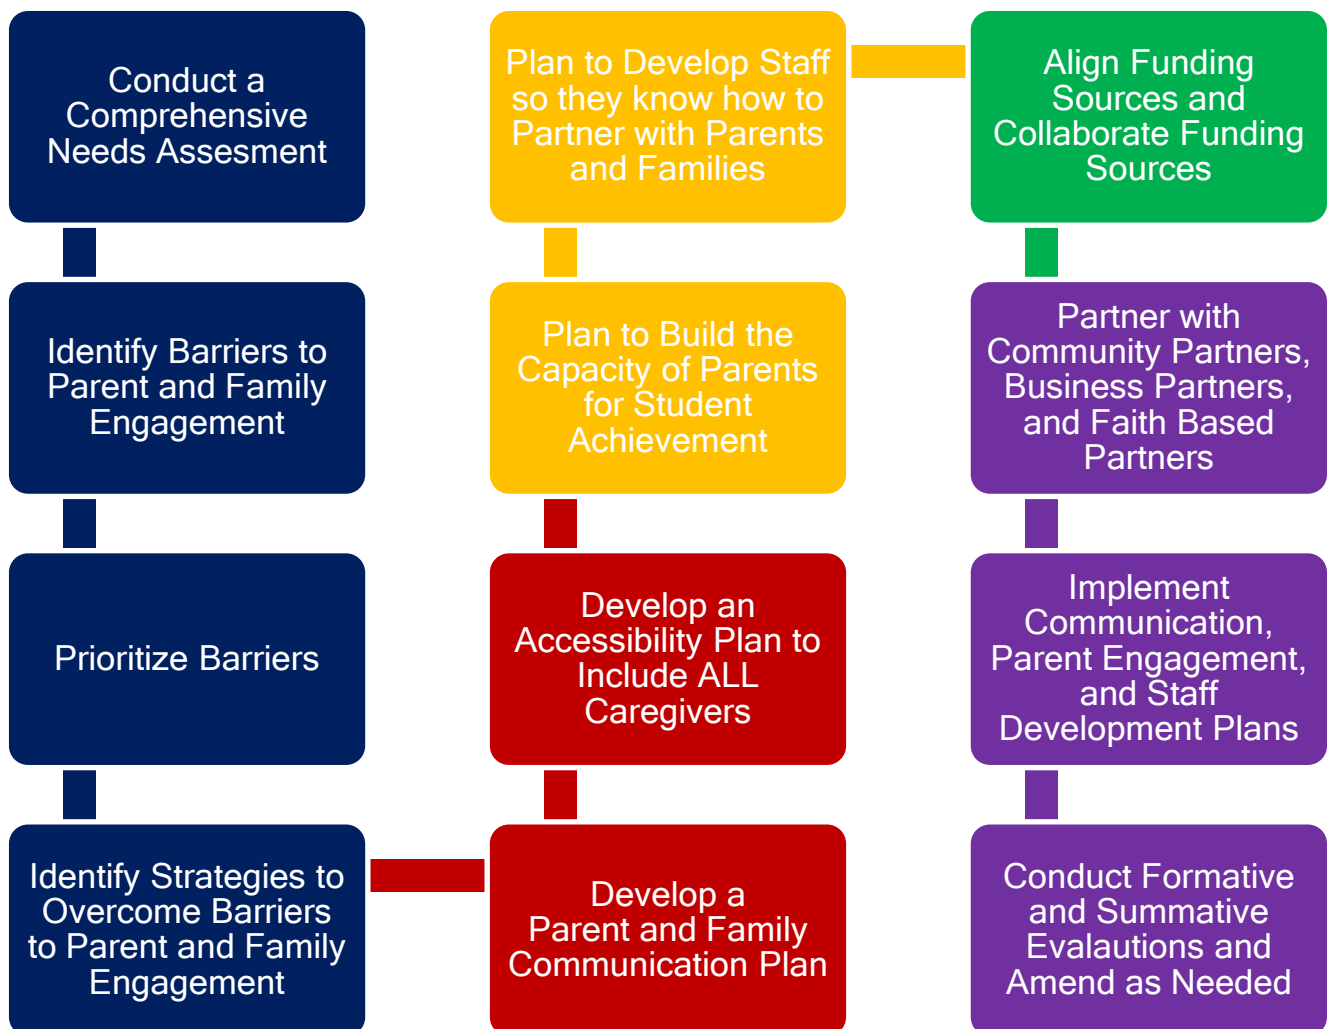 Conduct a
Comprehensive
Needs Assesment
Identify Barriers to
Parent and Family
Engagement
Prioritize Barriers
Identify Strategies to
Overcome Barriers
to Parent and Family
Engagement
Develop a
Parent and Family
Communication Plan
Develop an
Accessibility Plan to
Include ALL
Caregivers
Plan to Build the
Capacity of Parents
for Student
Achievement
Plan to Develop Staff
so they know how to
Partner with Parents
and Families
Align Funding
Sources and
Collaborate Funding
Sources
Partner with
Community Partners,
Business Partners,
and Faith Based
Partners
Implement
Communication,
Parent Engagement,
and Staff
Development Plans
Conduct Formative
and Summative
Evalautions and
Amend as Needed